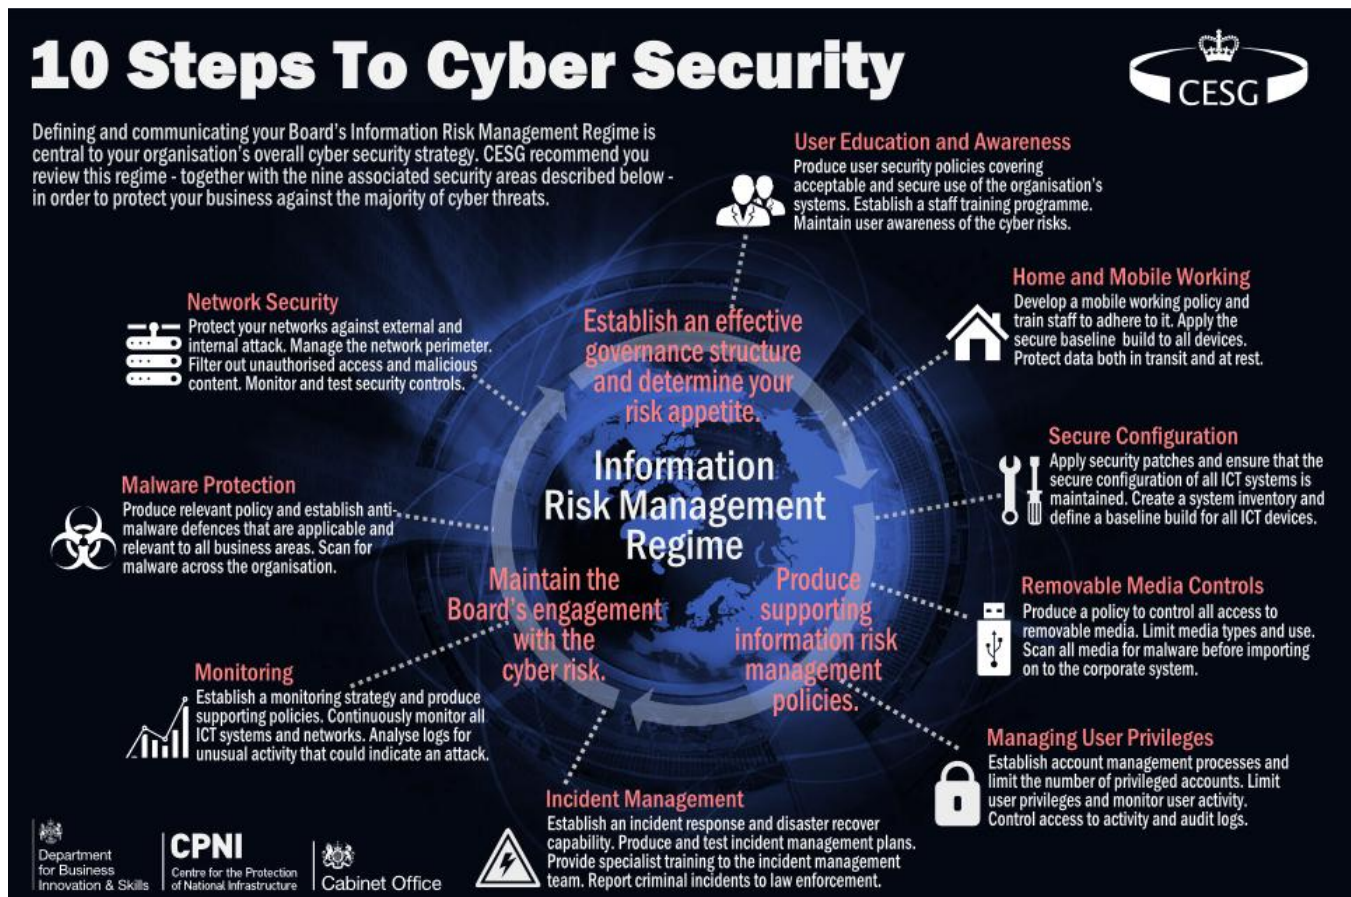 10 Steps To Cyber Security
CESG
Defining and communicating your Board's Information Risk Management Regime is
central to your organisation's overall cyber security strategy. CESG recommend you
review this regime - together with the nine associated security areas described below -
in order to protect your business against the majority of cyber threats.
User Education and Awareness
Produce user security policies covering
acceptable and secure use of the organisation's
systems. Establish a staff training programme.
Maintain user awareness of the cyber risks.
Home and Mobile Working
Develop a mobile working policy and
train staff to adhere to it. Apply the
secure baseline build to all devices.
Protect data both in transit and at rest.
Network Security
Protect your networks against external and
internal attack. Manage the network perimeter.
Filter out unauthorised access and malicious
content. Monitor and test security controls.
Establish an effective
governance structure
and determine your
risk appetite.
Secure Configuration
Apply security patches and ensure that the
secure configuration of all ICT systems is
maintained. Create a system inventory and
define a baseline build for all ICT devices.
Information
Risk Management
Regime
Malware Protection
Produce relevant policy and establish anti-
malware defences that are applicable and
relevant to all business areas. Scan for
malware across the organisation.
Maintain the
Board's engagement
with the
cyber risk.
Produce
supporting
information risk
management
policies.
Removable Media Controls
Produce a policy to control all access to
removable media. Limit media types and use.
Scan all media for malware before importing
on to the corporate system.
Monitoring
Establish a monitoring strategy and produce
supporting policies. Continuously monitor all
ICT systems and networks. Analyse logs for
unusual activity that could indicate an attack.
Managing User Privileges
Establish account management processes and
limit the number of privileged accounts. Limit
user privileges and monitor user activity.
Control access to activity and audit logs.
Incident Management
Establish an incident response and disaster recover
capability. Produce and test incident management plans.
Provide specialist training to the incident management
team. Report criminal incidents to law enforcement.
Department
for Business
Innovation & Skills
CPNI
Centre for the Protection
of National Infrastructure
Cabinet Office